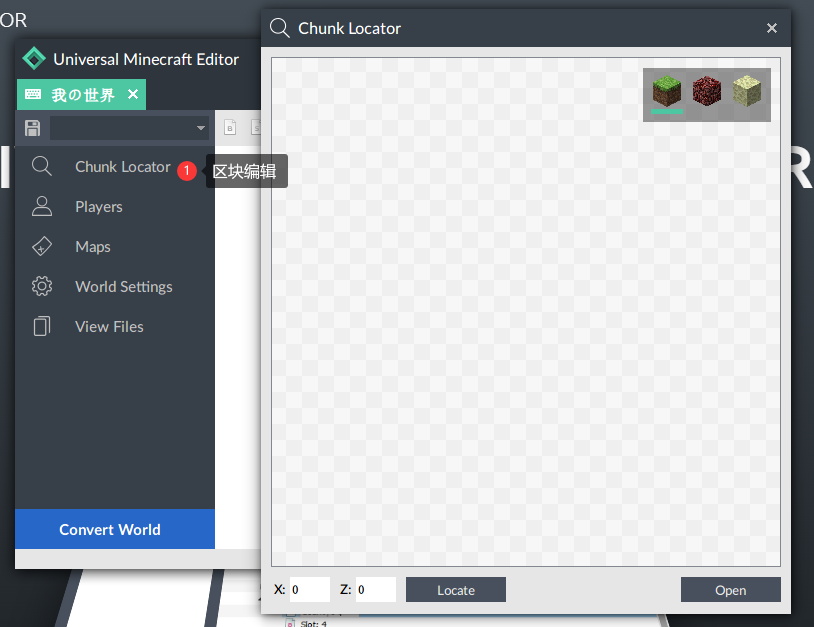 OR
Chunk Locator
Universal Minecraft Editor
我の世界
Chunk Locator
1
区块编辑
Players
Maps
World Settings
View Files
Convert World
X: 0
Z: 0
Locate
Open
Slot: 4
R